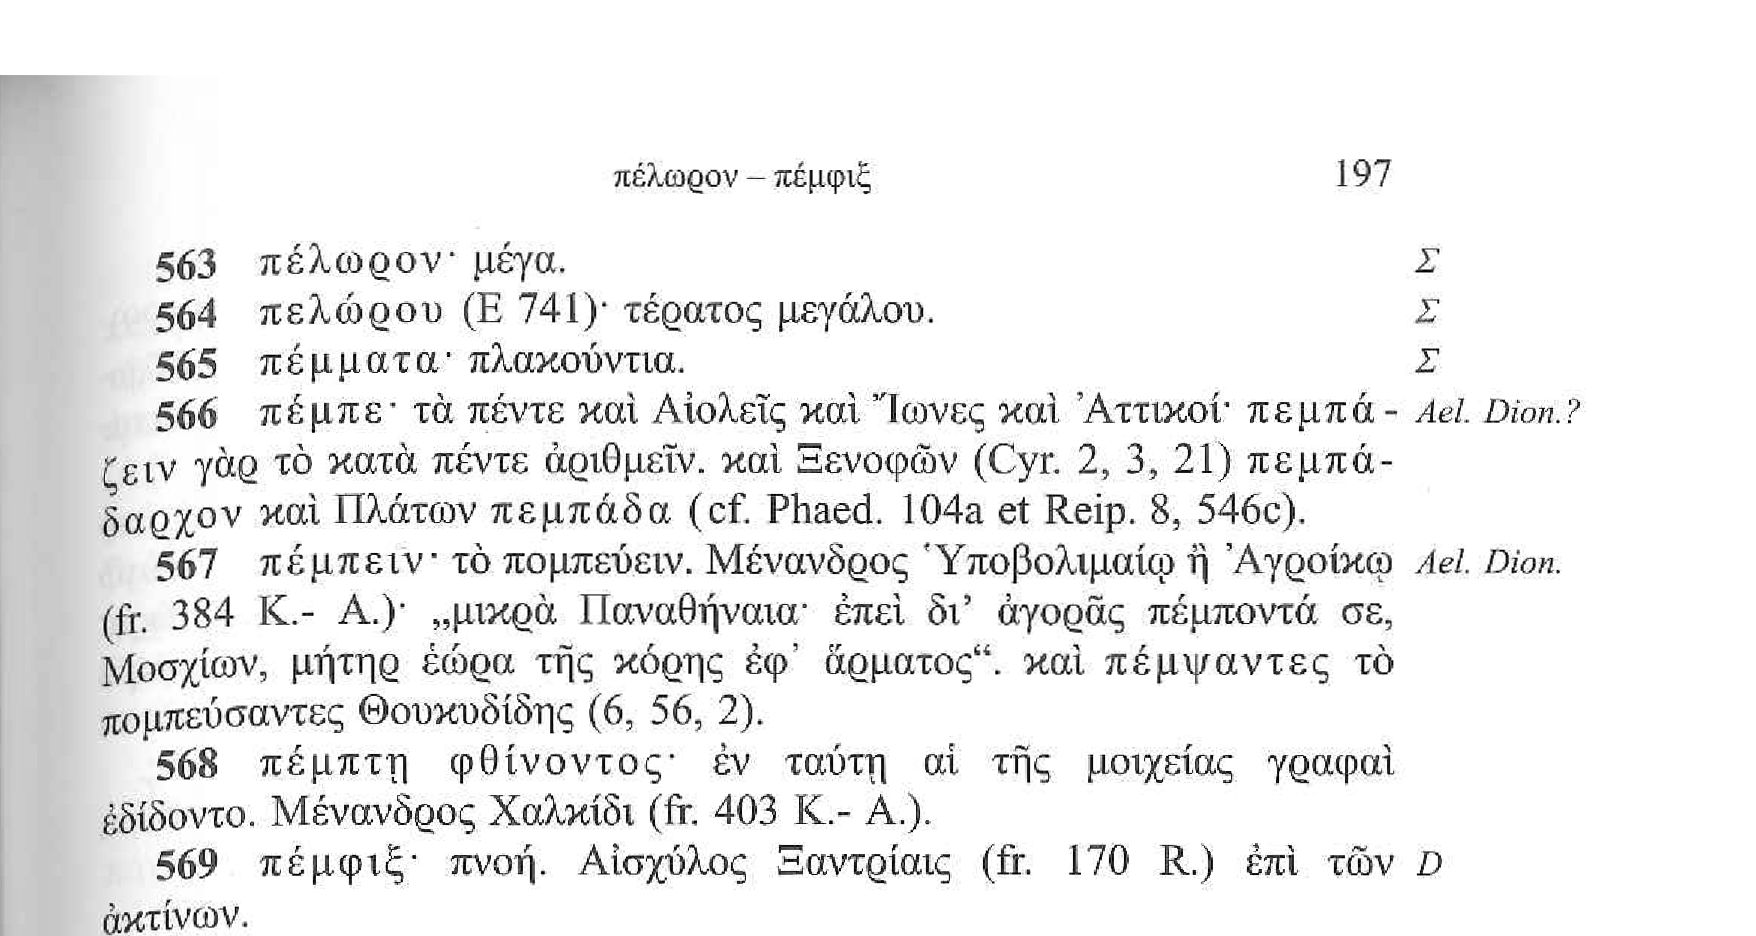 πέλωρον – πέμφιξ 197
563 πέλωρον· μέγα. Σ
564 πελώρου (Ε 741)· τέρατος μεγάλου. Σ
565 πέμματα· πλακούντια. Σ
566 πέμπε· τὰ πέντε καὶ Αἰολεῖς καὶ Ἴωνες καὶ Ἀττικοί· πεμπά- Ael. Dion.?
ζειν γὰρ τὸ κατὰ πέντε ἀριθμεῖν. καὶ Ξενοφῶν (Cyr. 2, 3, 21) πεμπά-
δαρχον καὶ Πλάτων πεμπάδα (cf. Phaed. 104a et Reip. 8, 546c).
567 πέμπειν· τὸ πομπεύειν. Μένανδρος Ὑποβολιμαίῳ ἢ Ἀγροίκῳ Ael. Dion.
(fr. 384 K.- A.)· „μικρὰ Παναθήναια· ἐπεὶ δι’ ἀγορᾶς πέμποντά σε,
Μοσχίων, μήτηρ ἑώρα τῆς κόρης ἐφ’ ἅρματος“. καὶ πέμψαντες τὸ
πομπεύσαντες Θουκυδίδης (6, 56, 2).
568 πέμπτῃ φθίνοντος· ἐν ταύτῃ αἱ τῆς μοιχείας γραφαὶ
ἐδίδοντο. Μένανδρος Χαλκίδι (fr. 403 K.- A.).
569 πέμφιξ· πνοή. Αἰσχύλος Ξαντρίαις (fr. 170 R.) ἐπὶ τῶν D
ἀκτίνων.